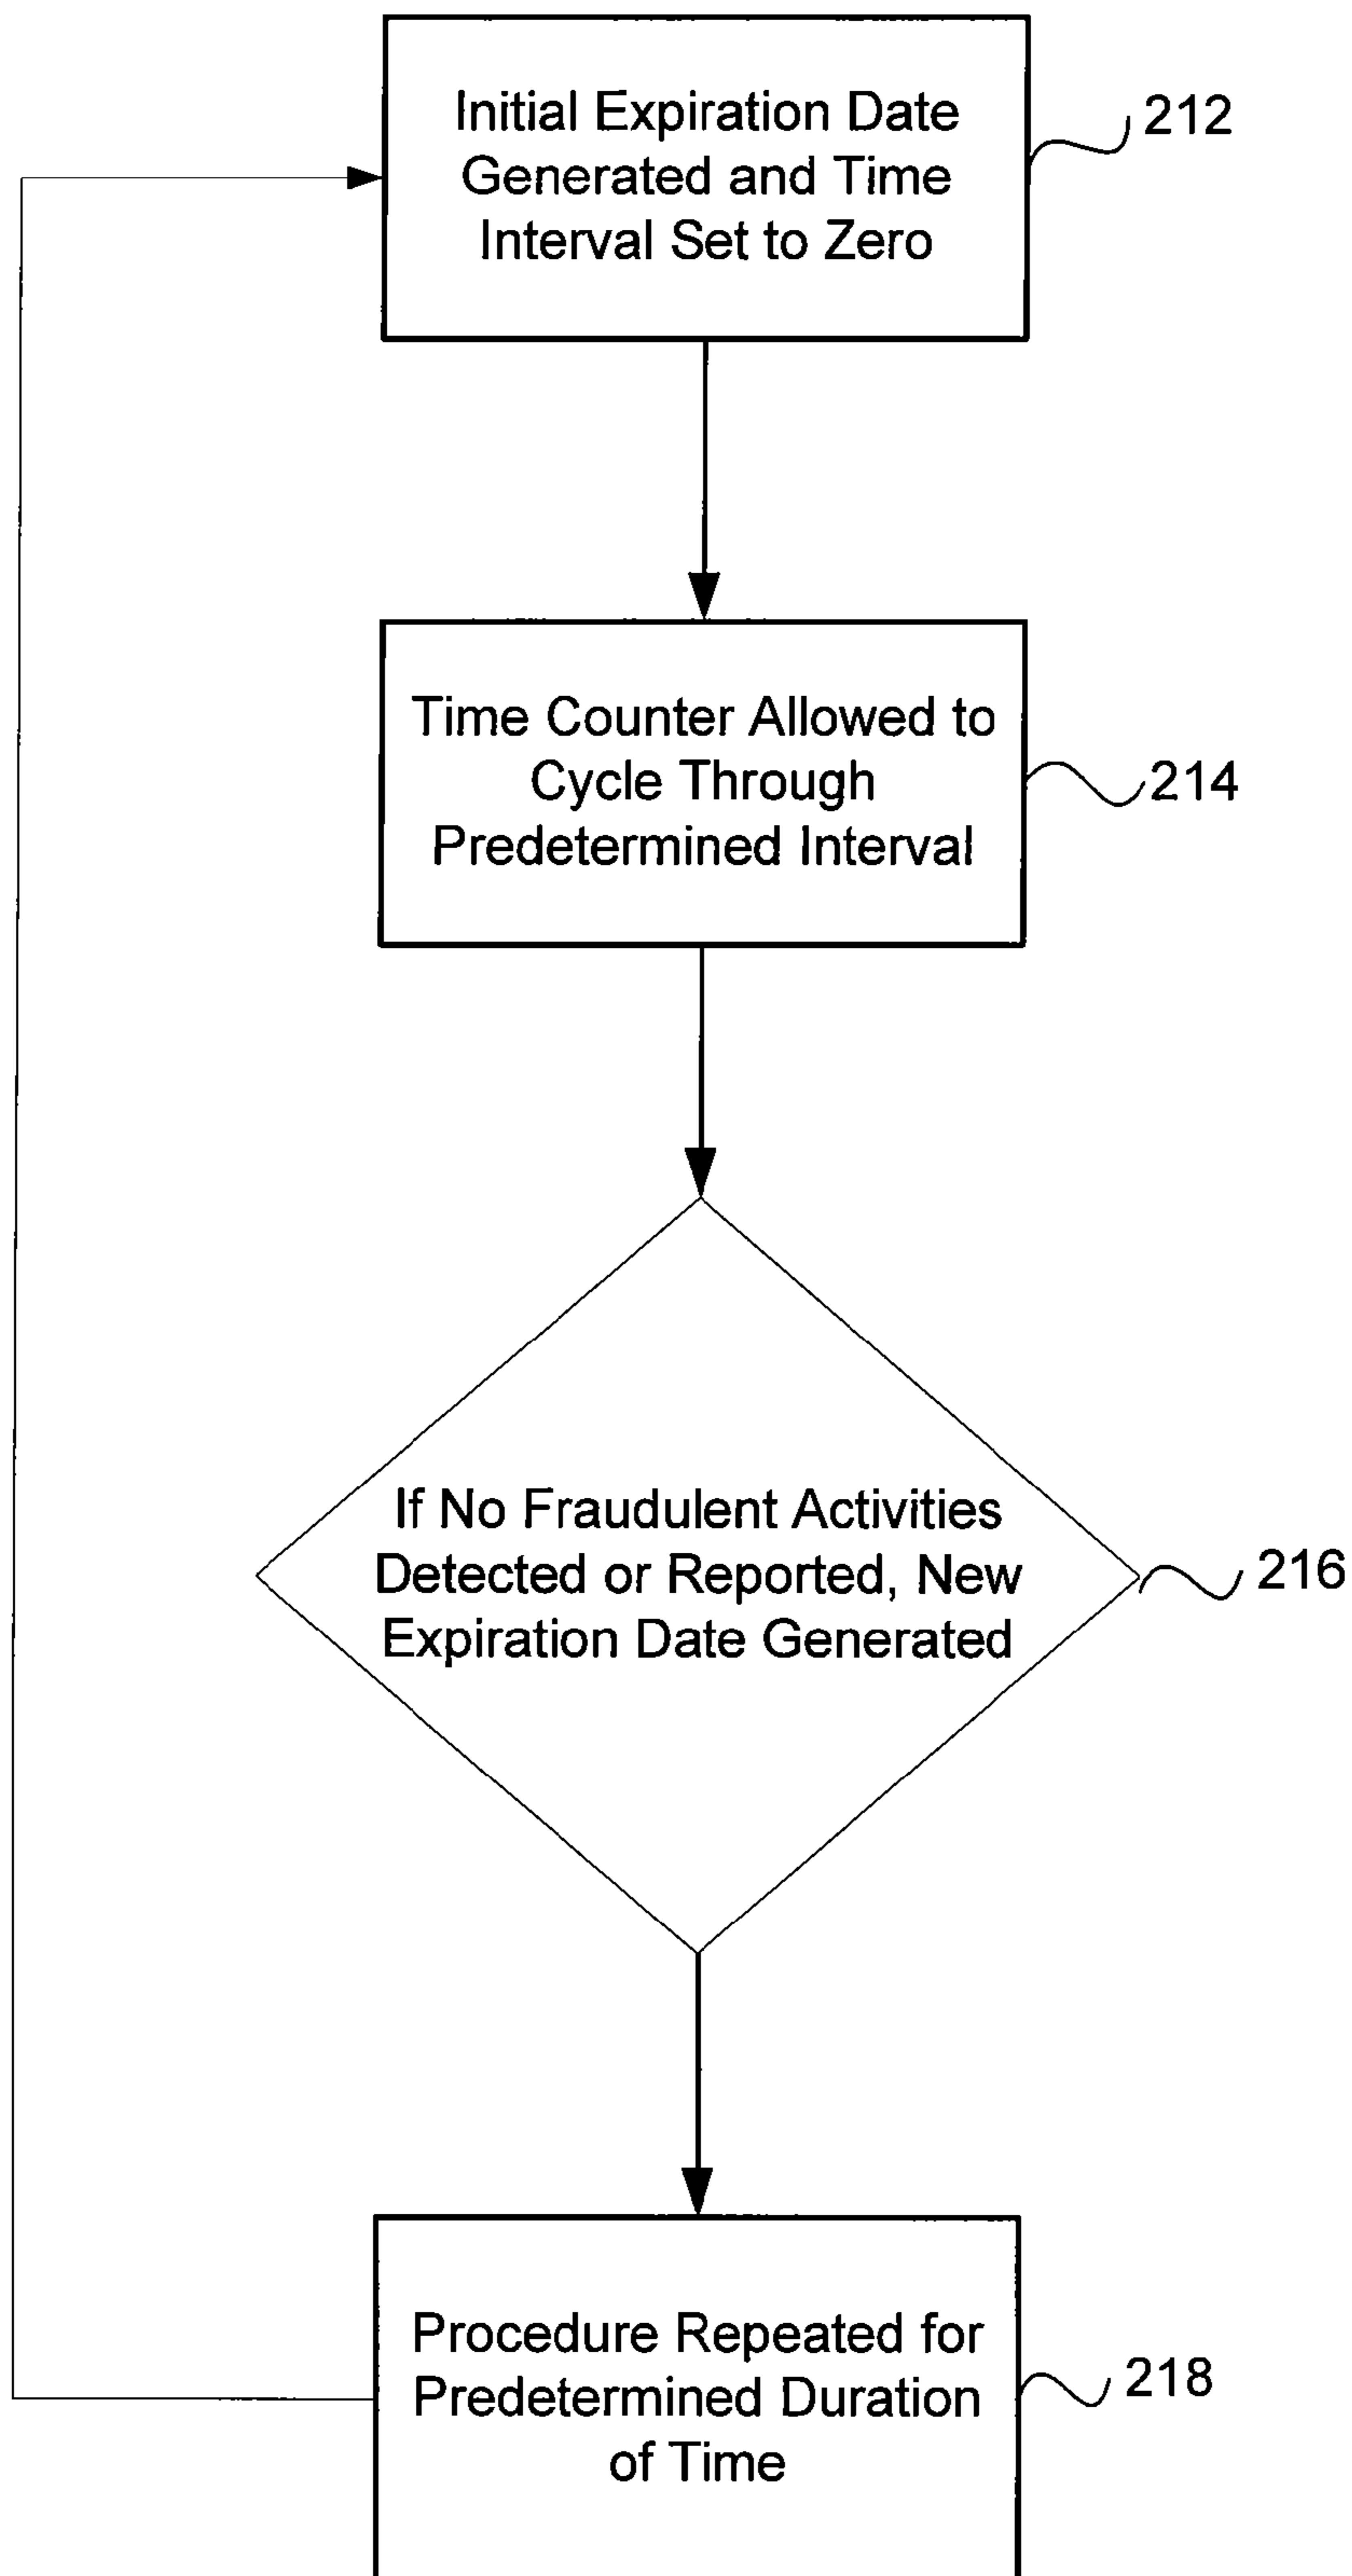 Initial Expiration Date
Generated and Time
Interval Set to Zero
212
Time Counter Allowed to
Cycle Through
Predetermined Interval
214
If No Fraudulent Activities
Detected or Reported, New
Expiration Date Generated
216
Procedure Repeated for
Predetermined Duration
of Time
218